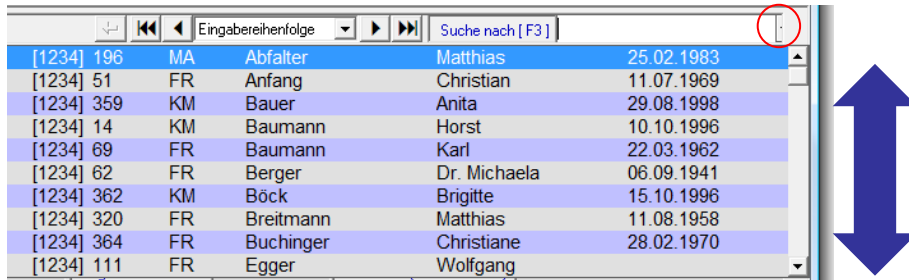 Eingabereihenfolge Suche nach [ F3 ]
[1234] 196 MA Abfalter Matthias 25.02.1983
[1234] 51 FR Anfang Christian 11.07.1969
[1234] 359 KM Bauer Anita 29.08.1998
[1234] 14 KM Baumann Horst 10.10.1996
[1234] 69 FR Baumann Karl 22.03.1962
[1234] 62 FR Berger Dr. Michaela 06.09.1941
[1234] 362 KM Böck Brigitte 15.10.1996
[1234] 320 FR Breitmann Matthias 11.08.1958
[1234] 364 FR Buchinger Christiane 28.02.1970
[1234] 111 FR Egger Wolfgang